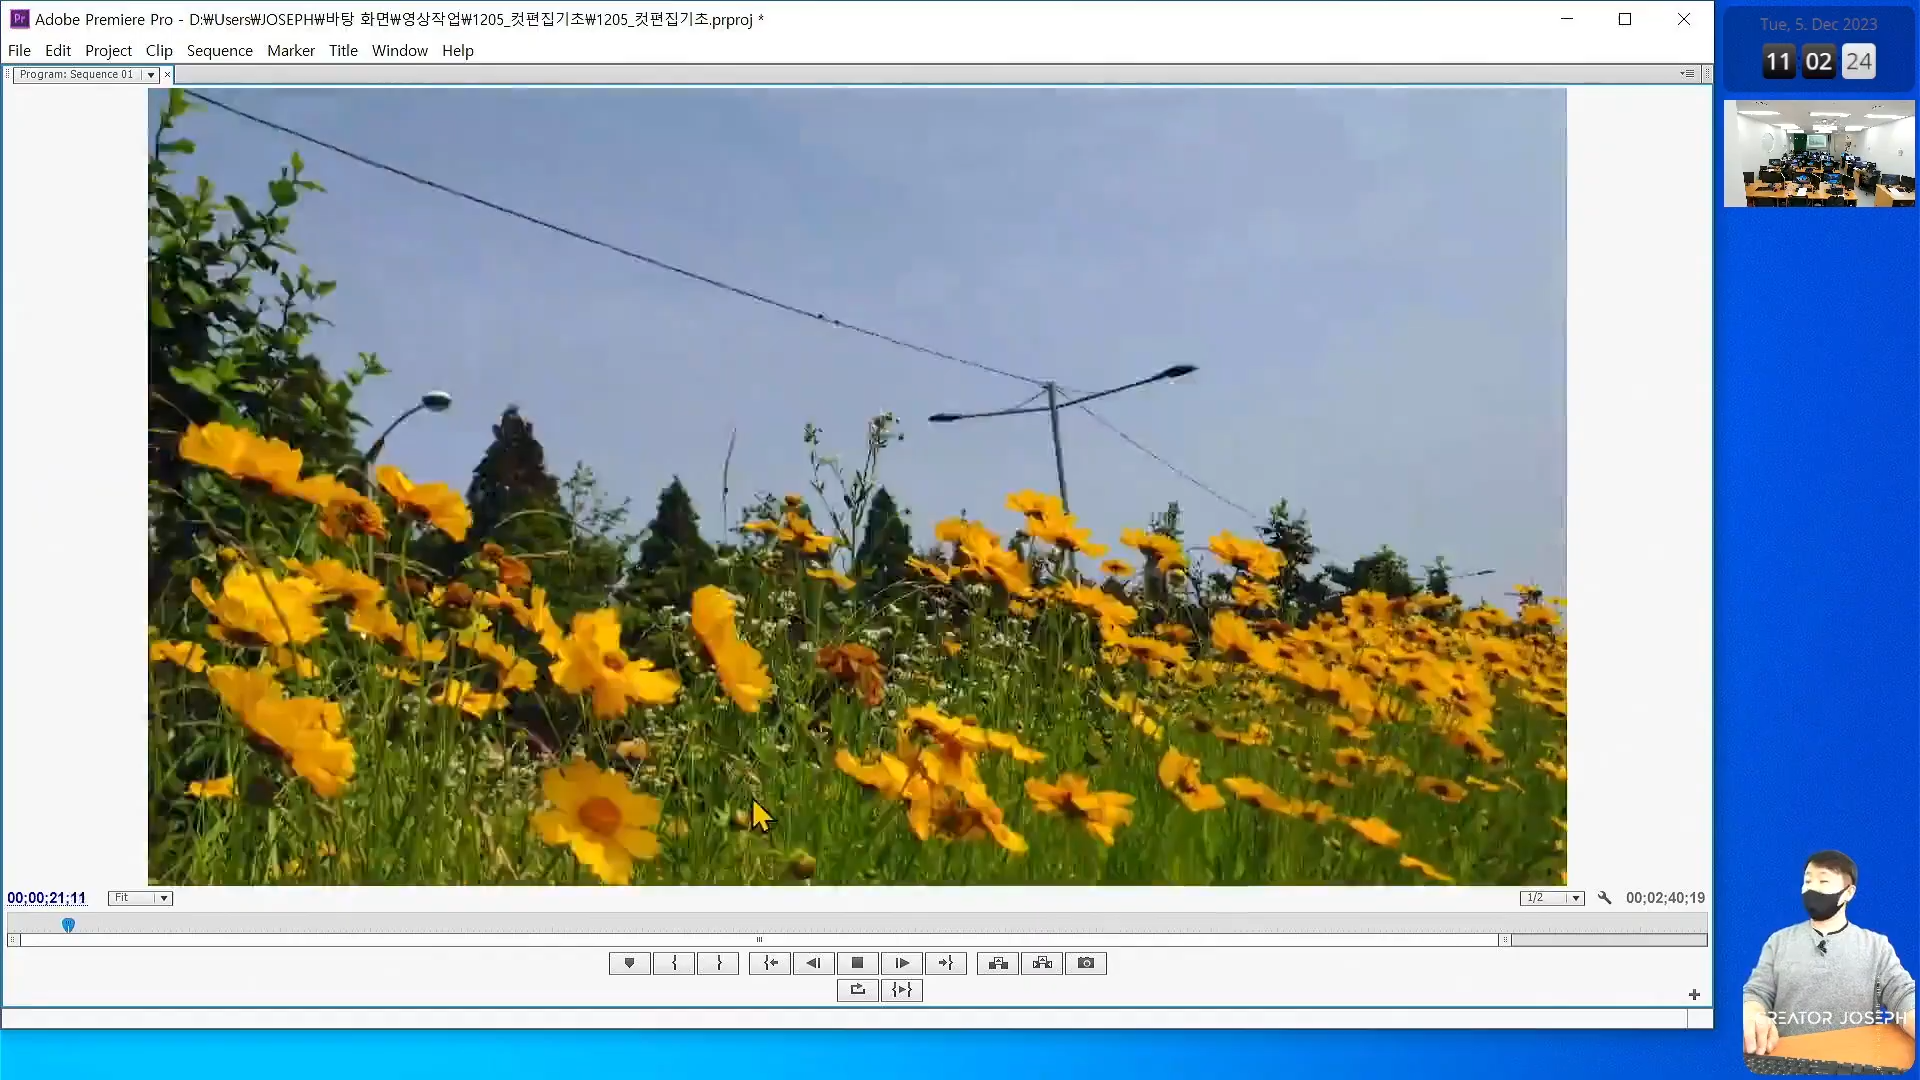 Pr Adobe Premiere Pro - D:₩Users₩JOSEPH₩바탕 화면₩영상작업₩1205_컷편집기초₩1205_컷편집기초.prproj *
File Edit Project Clip Sequence Marker Title Window Help
Program: Sequence 01
Tue, 5. Dec 2023
11 02 24
00;00;21;11
Fit
1/2
00;02;40;19
CREATOR JOSEPH